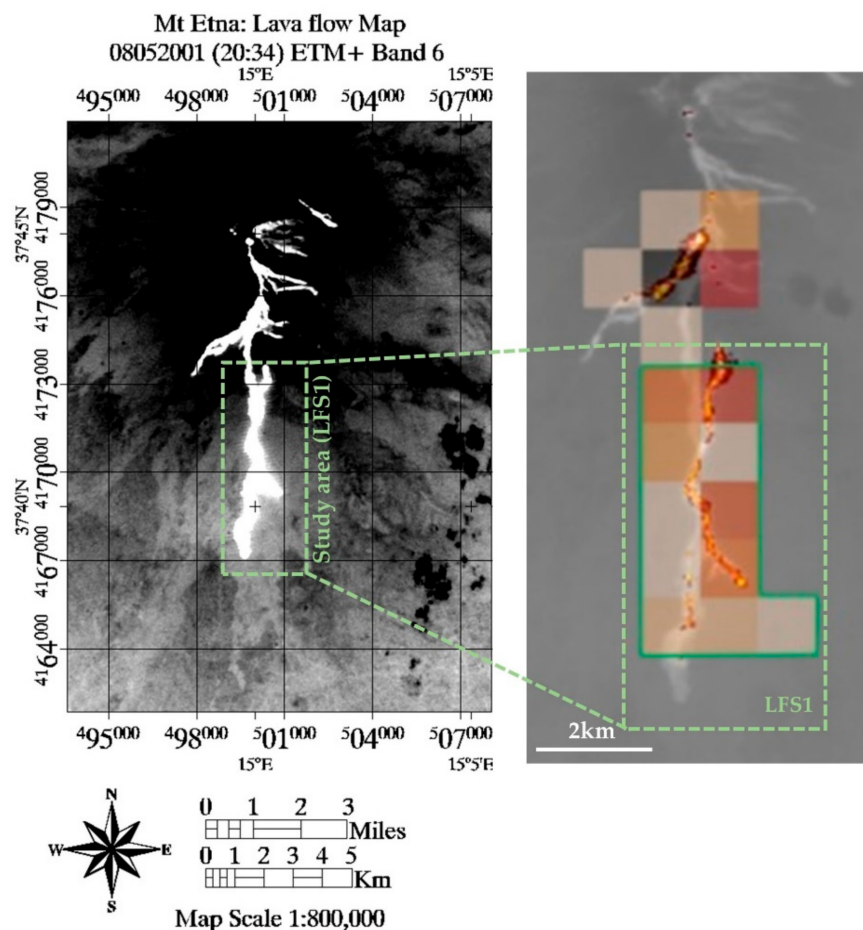 Mt Etna: Lava flow Map
08052001 (20:34) ETM+ Band 6
15°E 15°5'E
495000 498000 501000 504000 507000
4179000
37°45'N
4176000
4173000
4170000
37°40'N
4167000
4164000
Study area (LFS1)
495000 498000 501000 504000 507000
15°E 15°5'E
LFS1
2km
N
W E
S
0 1 2 3
Miles
0 1 2 3 4 5
Km
Map Scale 1:800,000